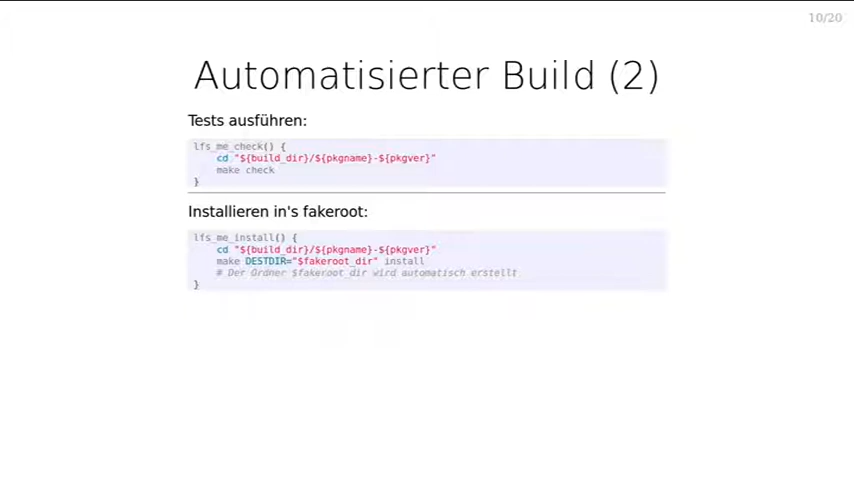 10/20
Automatisierter Build (2)
Tests ausführen:
lfs_me_check() {
    cd "${build_dir}/${pkgname}-${pkgver}"
    make check
}
Installieren in's fakeroot:
lfs_me_install() {
    cd "${build_dir}/${pkgname}-${pkgver}"
    make DESTDIR="$fakeroot_dir" install
    # Der Ordner $fakeroot_dir wird automatisch erstellt
}